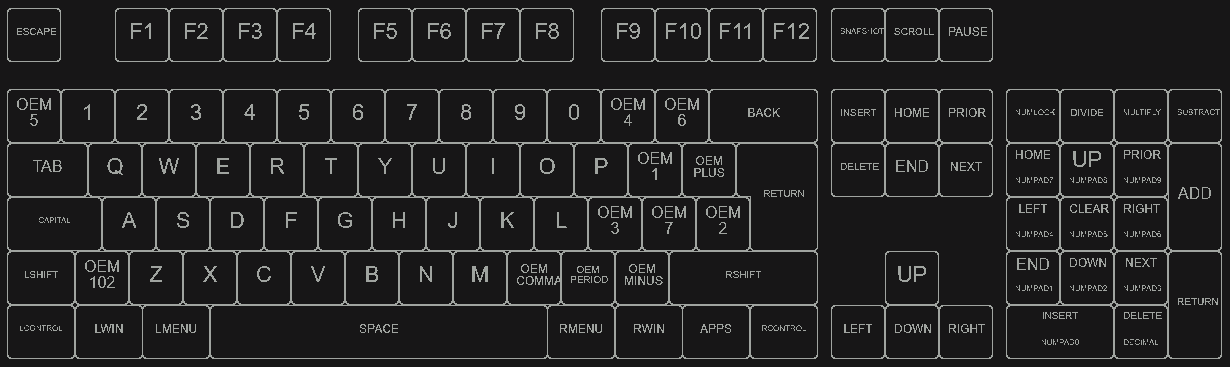 ESCAPE F1 F2 F3 F4 F5 F6 F7 F8 F9 F10 F11 F12 SNAPSHOT SCROLL PAUSE
OEM 5 1 2 3 4 5 6 7 8 9 0 OEM 4 OEM 6 BACK INSERT HOME PRIOR NUMLOCK DIVIDE MULTIPLY SUBTRACT
TAB Q W E R T Y U I O P OEM 1 OEM PLUS RETURN DELETE END NEXT HOME NUMPAD7 UP NUMPAD8 PRIOR NUMPAD9 ADD
CAPITAL A S D F G H J K L OEM 3 OEM 7 OEM 2 LEFT NUMPAD4 CLEAR NUMPAD5 RIGHT NUMPAD6
LSHIFT OEM 102 Z X C V B N M OEM COMMA OEM PERIOD OEM MINUS RSHIFT UP END NUMPAD1 DOWN NUMPAD2 NEXT NUMPAD3 RETURN
LCONTROL LWIN LMENU SPACE RMENU RWIN APPS RCONTROL LEFT DOWN RIGHT INSERT NUMPAD0 DELETE DECIMAL